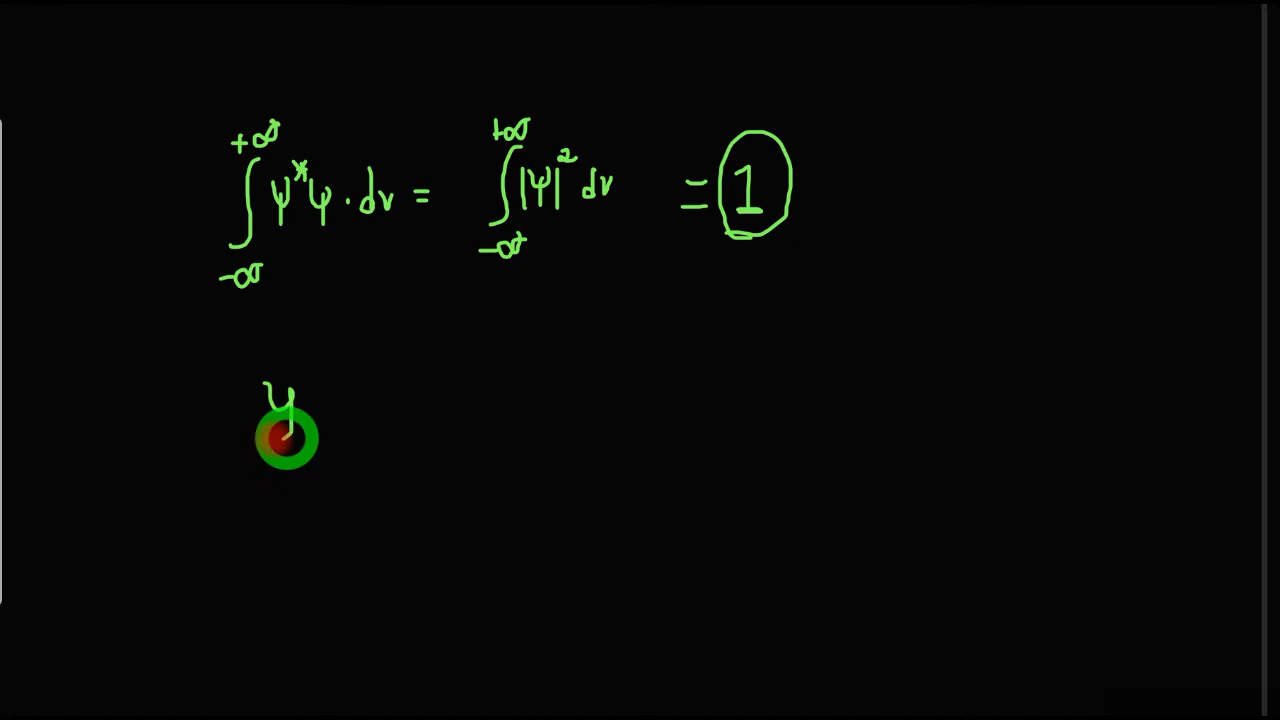 ∫_{-∞}^{+∞} ψ*ψ · dv = ∫_{-∞}^{+∞} |ψ|² dv = 1
ψ